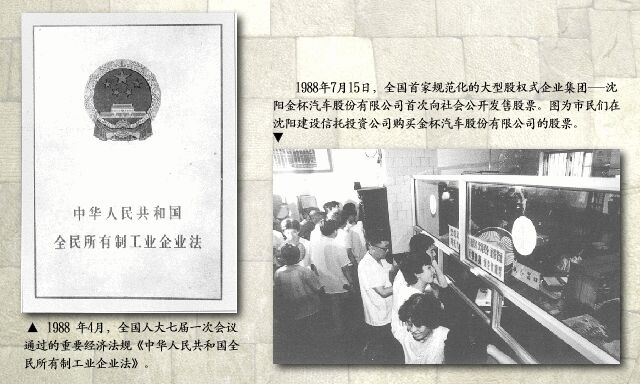 中华人民共和国
全民所有制工业企业法
▲ 1988 年4月，全国人大七届一次会议
通过的重要经济法规《中华人民共和国全
民所有制工业企业法》。
1988年7月15日，全国首家规范化的大型股权式企业集团——沈
阳金杯汽车股份有限公司首次向社会公开发售股票。图为市民们在
沈阳建设信托投资公司购买金杯汽车股份有限公司的股票。
▼